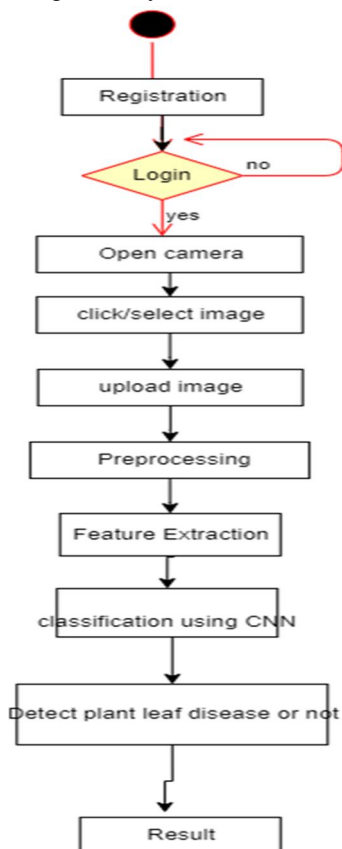 Registration
Login
no
yes
Open camera
click/select image
upload image
Preprocessing
Feature Extraction
classification using CNN
Detect plant leaf disease or not
Result